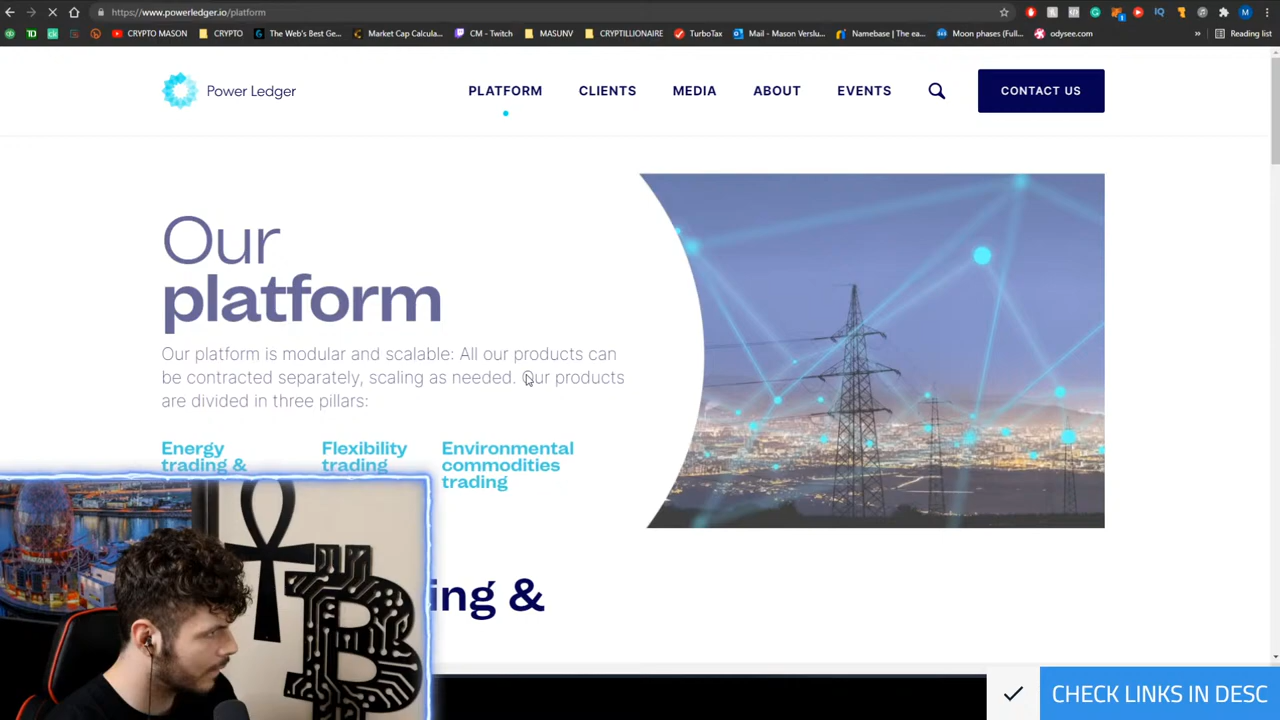 https://www.powerledger.io/platform
CRYPTO MASON
CRYPTO
The Web's Best Ge...
Market Cap Calcula...
CM - Twitch
MASUNV
CRYPTILLIONAIRE
TurboTax
Mail - Mason Verslu...
Namebase | The ea...
Moon phases (Full...
odysee.com
»
Reading list
Power Ledger
PLATFORM
CLIENTS
MEDIA
ABOUT
EVENTS
CONTACT US
Our
platform
Our platform is modular and scalable: All our products can
be contracted separately, scaling as needed. Our products
are divided in three pillars:
Energy
trading &
Flexibility
trading
Environmental
commodities
trading
ing &
CHECK LINKS IN DESC